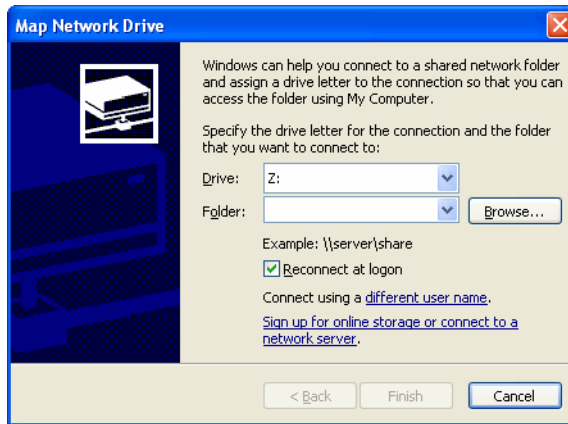 Map Network Drive
Windows can help you connect to a shared network folder
and assign a drive letter to the connection so that you can
access the folder using My Computer.
Specify the drive letter for the connection and the folder
that you want to connect to:
Drive: Z:
Folder: Browse...
Example: \\server\share
Reconnect at logon
Connect using a different user name.
Sign up for online storage or connect to a
network server.
< Back Finish Cancel